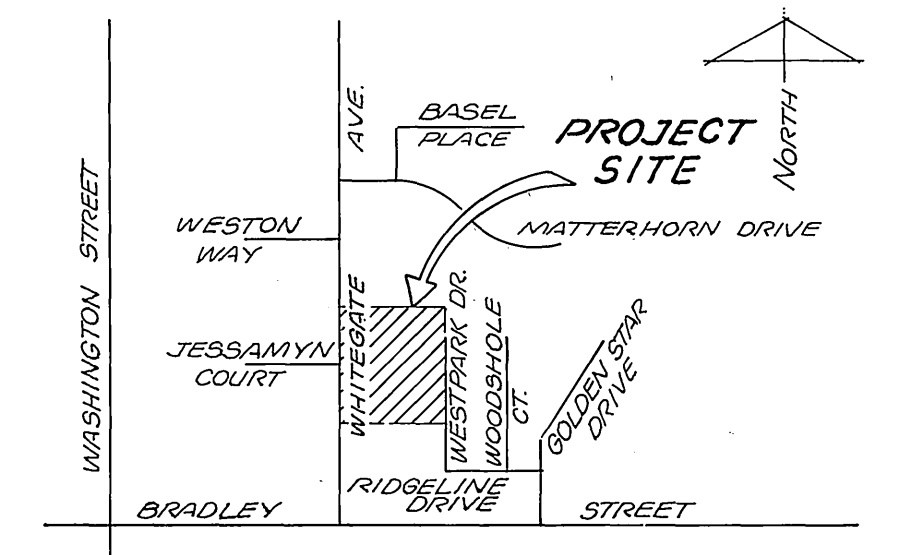 AVE.
BASEL
PLACE
PROJECT
SITE
NORTH
WASHINGTON STREET
WESTON
WAY
MATTERHORN DRIVE
WHITEGATE
JESSAMYN
COURT
WESTPARK DR.
WOODSHOLE
CT.
GOLDEN STAR
DRIVE
RIDGELINE
DRIVE
BRADLEY
STREET